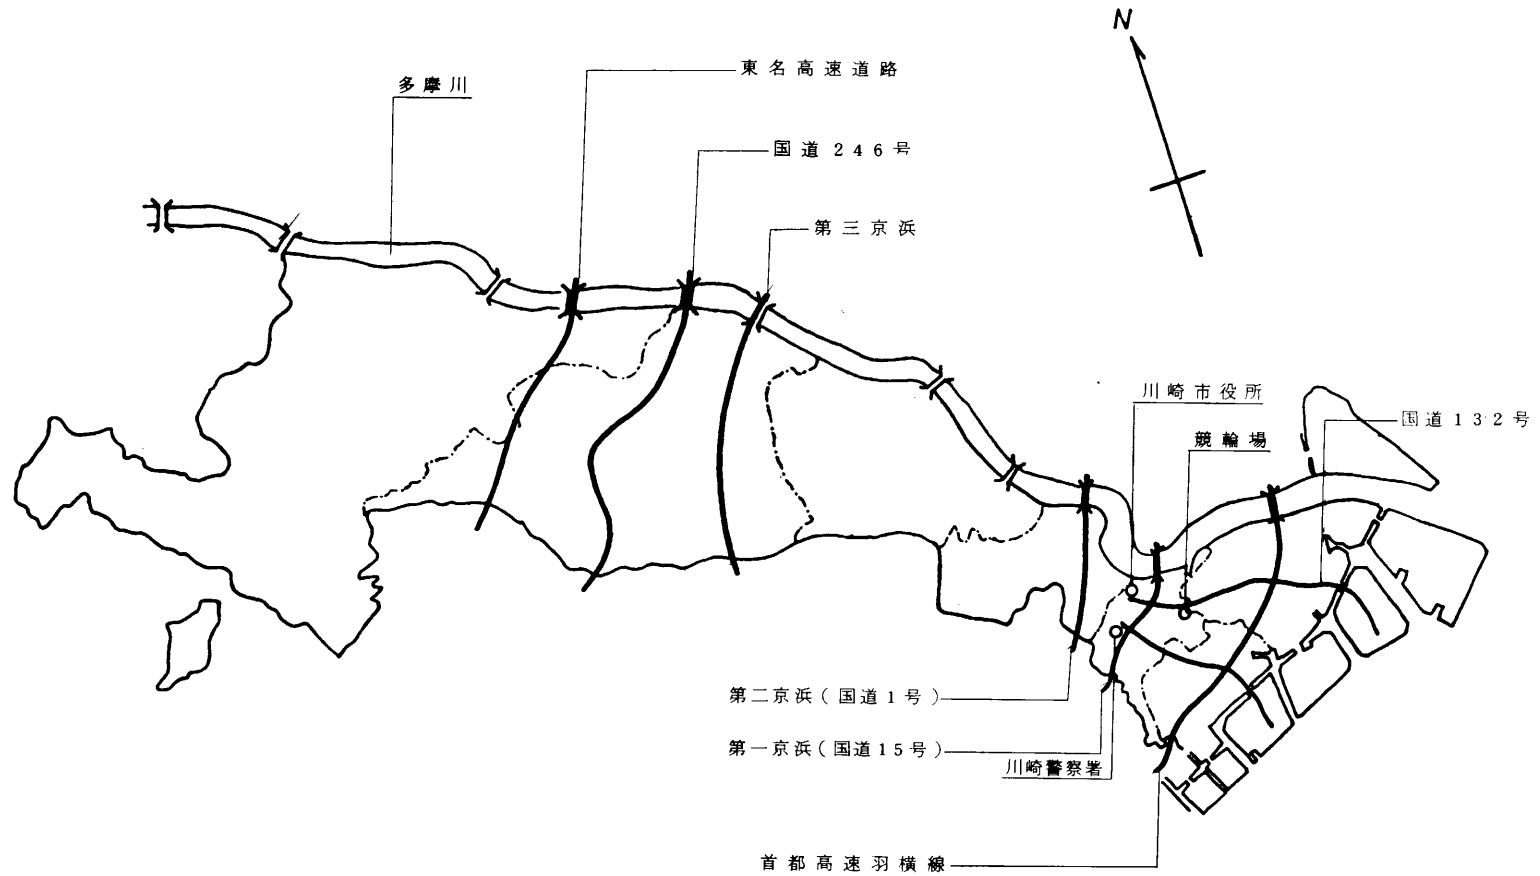 N
東名高速道路
多摩川
国道246号
第三京浜
川崎市役所
国道132号
競輪場
第二京浜(国道1号)
第一京浜(国道15号)
川崎警察署
首都高速羽横線